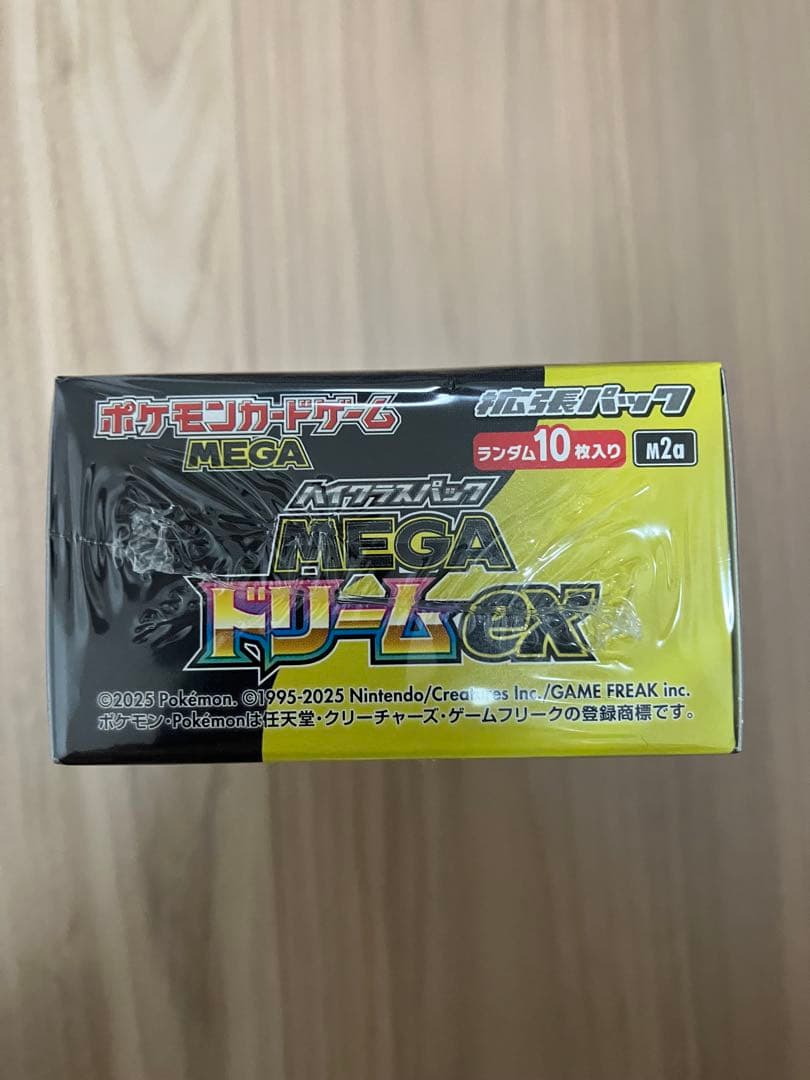 ポケモンカードゲーム
MEGA
拡張パック
ランダム10枚入り M2a
ハイクラスパック
MEGA
ドリームex
©2025 Pokémon. ©1995-2025 Nintendo/Creatures Inc./GAME FREAK inc.
ポケモン・Pokémonは任天堂・クリーチャーズ・ゲームフリークの登録商標です。